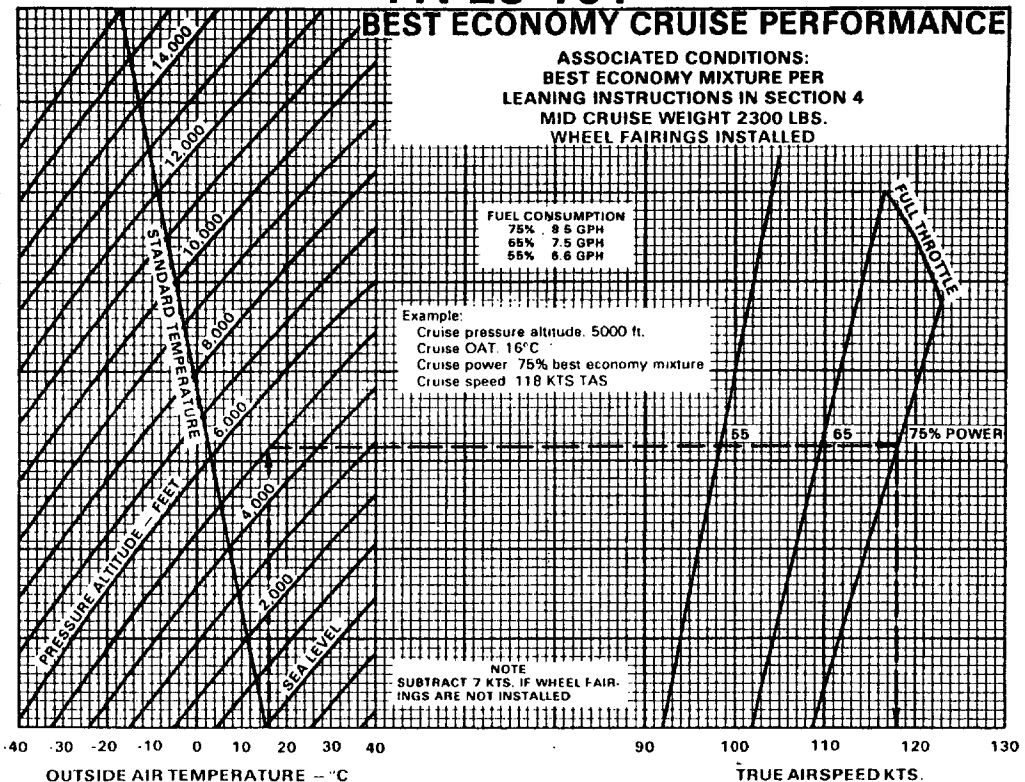 BEST ECONOMY CRUISE PERFORMANCE
ASSOCIATED CONDITIONS:
BEST ECONOMY MIXTURE PER
LEANING INSTRUCTIONS IN SECTION 4
MID CRUISE WEIGHT 2300 LBS.
WHEEL FAIRINGS INSTALLED
14,000
12,000
10,000
8,000
6,000
4,000
2,000
SEA LEVEL
STANDARD TEMPERATURE
PRESSURE ALTITUDE – FEET
FUEL CONSUMPTION
75% 8.5 GPH
65% 7.5 GPH
55% 6.6 GPH
FULL THROTTLE
Example:
Cruise pressure altitude. 5000 ft.
Cruise OAT. 16°C
Cruise power 75% best economy mixture
Cruise speed 118 KTS TAS
55
65
75% POWER
NOTE
SUBTRACT 7 KTS. IF WHEEL FAIR-
INGS ARE NOT INSTALLED
-40 -30 -20 -10 0 10 20 30 40
90 100 110 120 130
OUTSIDE AIR TEMPERATURE – °C
TRUE AIRSPEED KTS.